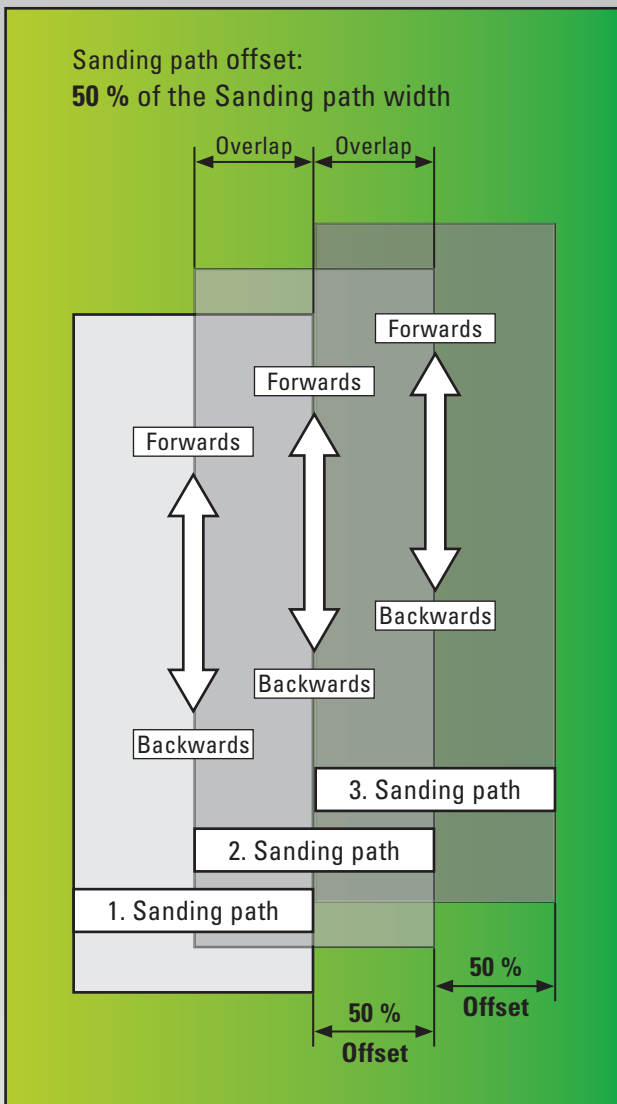 Sanding path offset:
50 % of the Sanding path width
Overlap Overlap
Forwards
Forwards
Forwards
Backwards
Backwards
Backwards
3. Sanding path
2. Sanding path
1. Sanding path
50 %
Offset
50 %
Offset